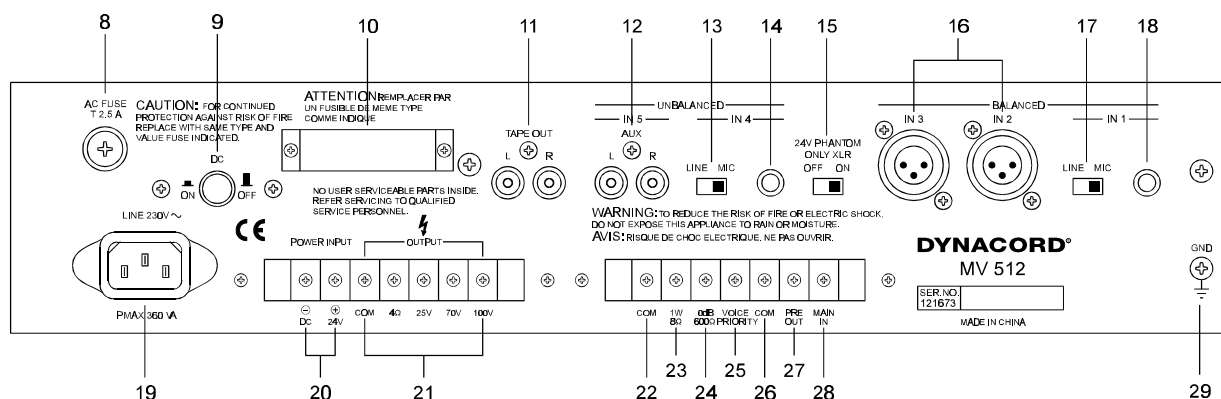 8 9 10 11 12 13 14 15 16 17 18
AC FUSE
T 2,5 A
CAUTION: FOR CONTINUED
PROTECTION AGAINST RISK OF FIRE
REPLACE WITH SAME TYPE AND
VALUE FUSE INDICATED.
DC
ON OFF
ATTENTION: REMPLACER PAR
UN FUSIBLE DE MEME TYPE
COMME INDIQUE
NO USER SERVICEABLE PARTS INSIDE.
REFER SERVICING TO QUALIFIED
SERVICE PERSONNEL.
TAPE OUT
L R
UNBALANCED
IN 5 IN 4
AUX
L R
LINE MIC
24V PHANTOM
ONLY XLR
OFF ON
BALANCED
IN 3 IN 2 IN 1
LINE MIC
LINE 230V ~
CE
POWER INPUT OUTPUT
WARNING: TO REDUCE THE RISK OF FIRE OR ELECTRIC SHOCK,
DO NOT EXPOSE THIS APPLIANCE TO RAIN OR MOISTURE.
AVIS: RISQUE DE CHOC ELECTRIQUE, NE PAS OUVRIR.
DYNACORD®
MV 512
SER.NO.
121673
MADE IN CHINA
GND
PMAX 360 VA
⊖ ⊕
DC 24V COM 4Ω 25V 70V 100V
COM 1W 0dB VOICE COM PRE MAIN
8Ω 600Ω PRIORITY OUT IN
19 20 21 22 23 24 25 26 27 28 29